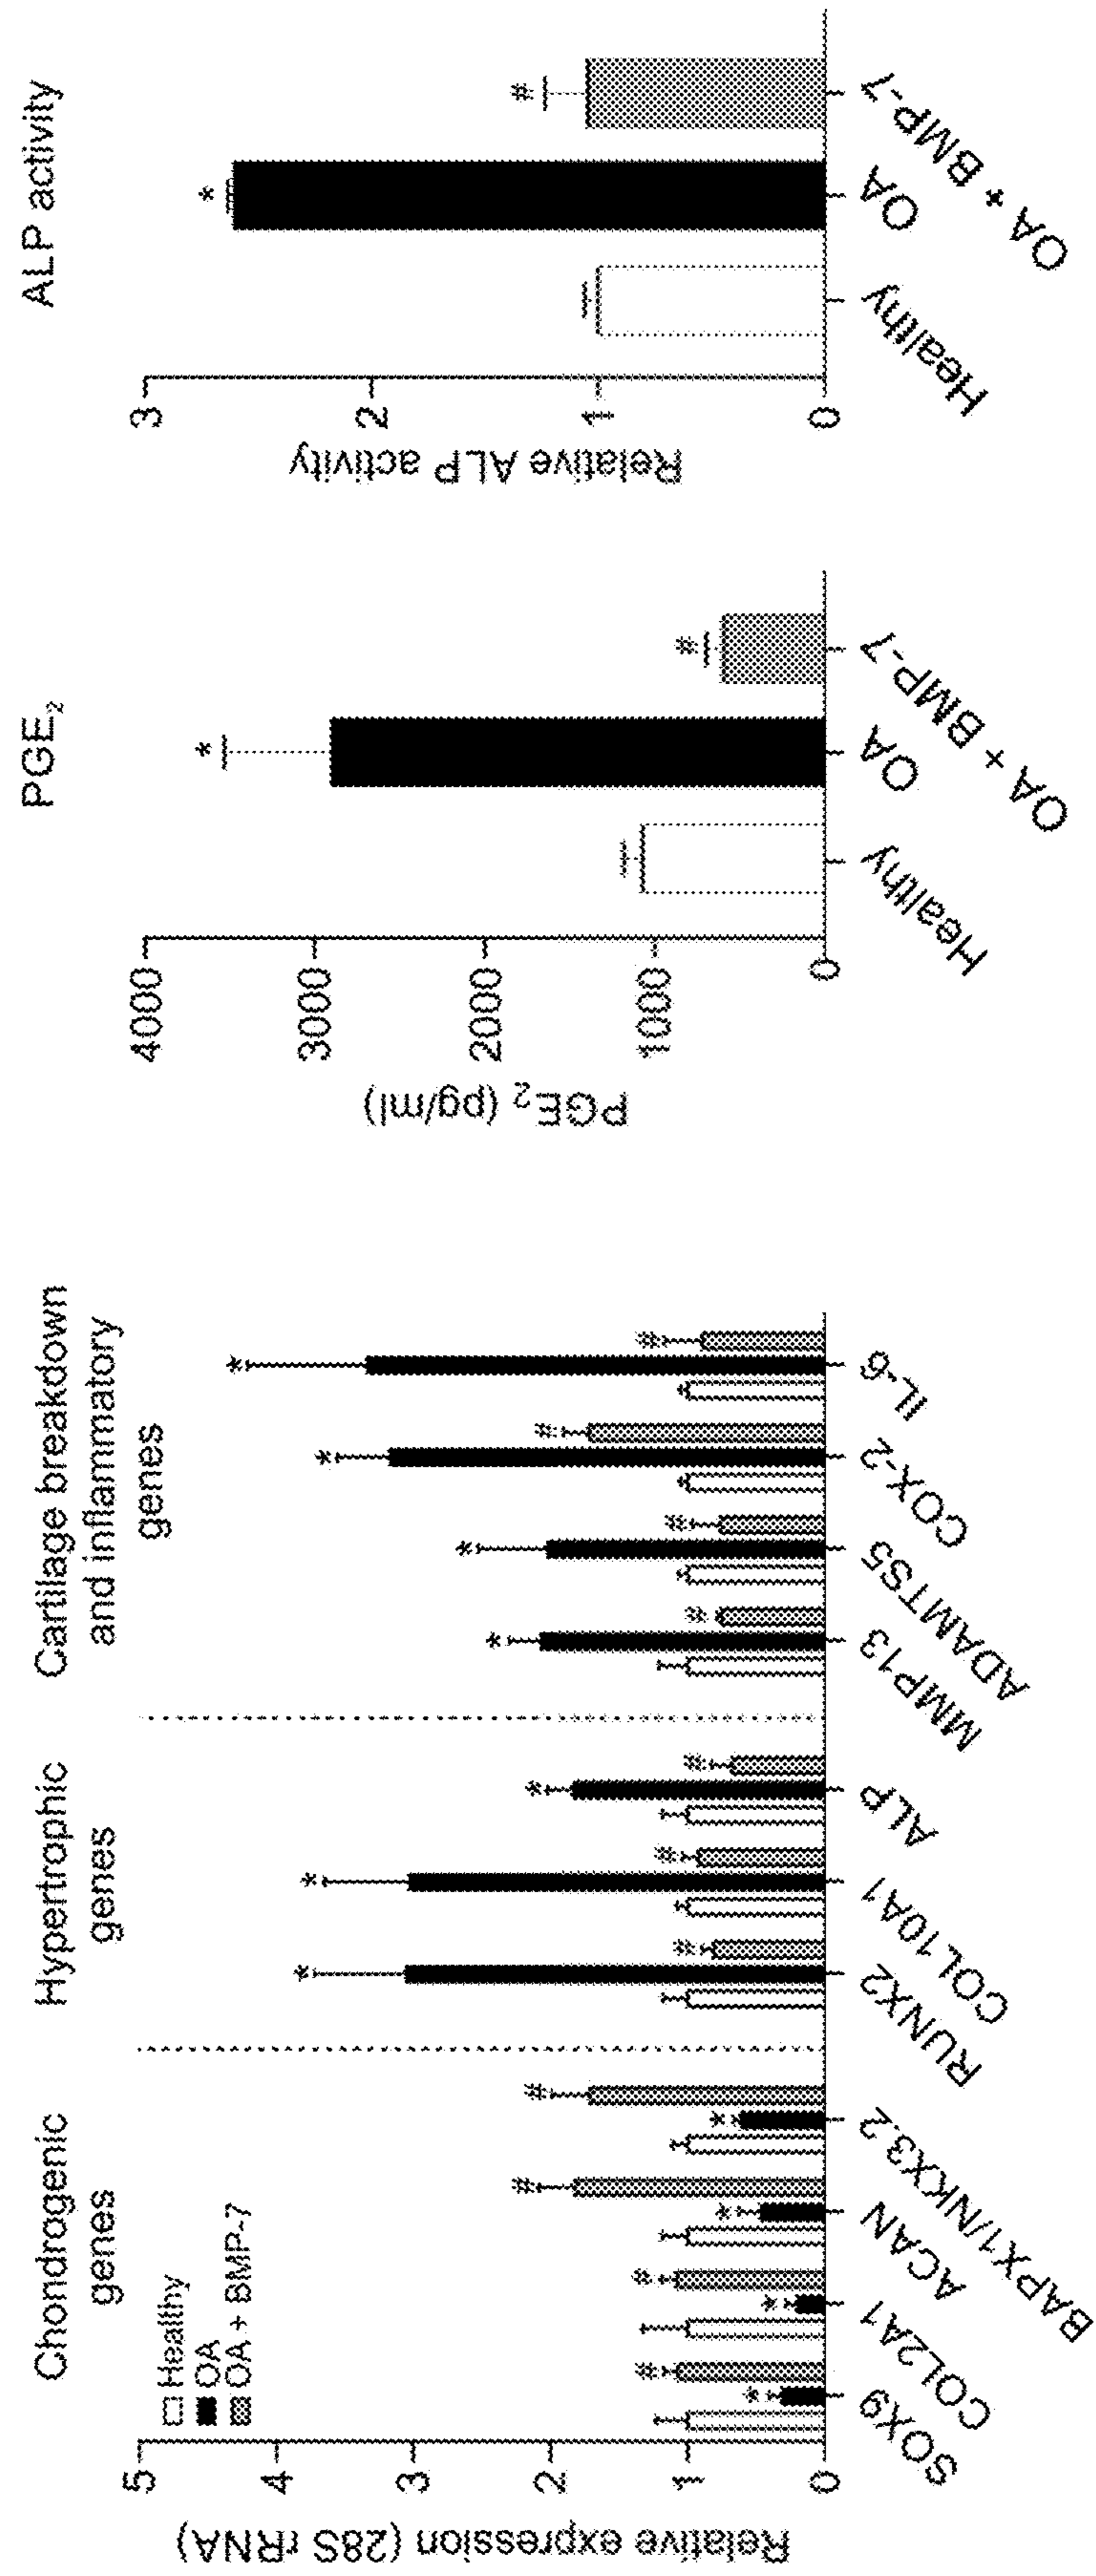 Chondrogenic
genes
Hypertrophic
genes
Cartilage breakdown
and inflammatory
genes
Healthy
OA
OA + BMP-7
Relative expression (28S rRNA)
5
4
3
2
1
0
* # * # * # * #
* # * # * #
* # * # * # * #
SOX9
COL2A1
ACAN
BAPX1/NKX3.2
RUNX2
COL10A1
ALP
MMP13
ADAMTS5
COX-2
IL-6
PGE₂
PGE₂ (pg/ml)
4000
3000
2000
1000
0
* #
Healthy
OA
OA + BMP-7
ALP activity
Relative ALP activity
3
2
1
0
* #
Healthy
OA
OA + BMP-7